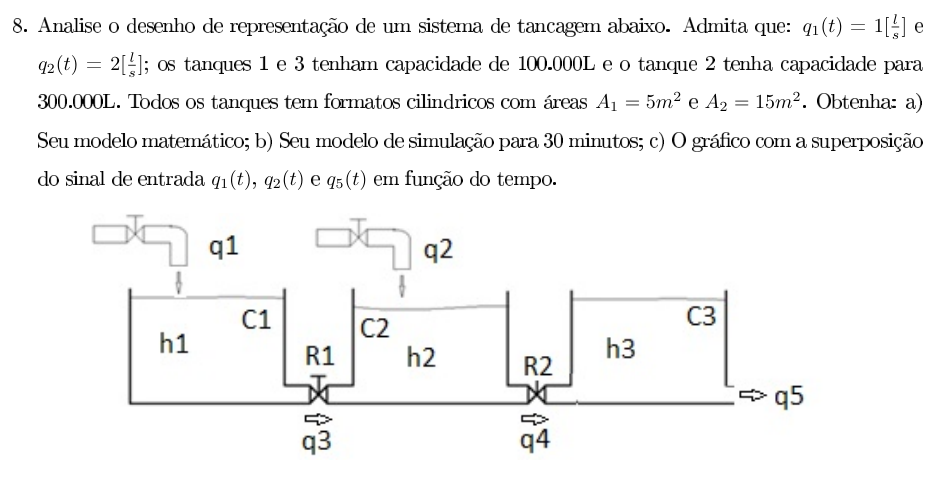 8. Analise o desenho de representação de um sistema de tancagem abaixo. Admita que: q₁(t) = 1[l/s] e
q₂(t) = 2[l/s]; os tanques 1 e 3 tenham capacidade de 100.000L e o tanque 2 tenha capacidade para
300.000L. Todos os tanques tem formatos cilindricos com áreas A₁ = 5m² e A₂ = 15m². Obtenha: a)
Seu modelo matemático; b) Seu modelo de simulação para 30 minutos; c) O gráfico com a superposição
do sinal de entrada q₁(t), q₂(t) e q₅(t) em função do tempo.
q1
q2
C1
C2
C3
h1
R1
h2
R2
h3
q3
q4
q5